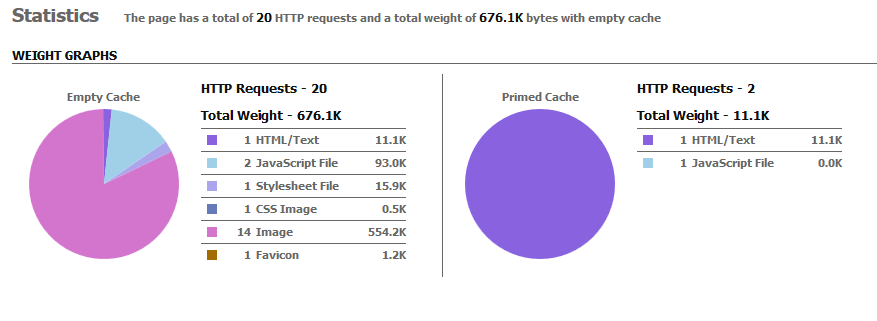 Statistics The page has a total of 20 HTTP requests and a total weight of 676.1K bytes with empty cache
WEIGHT GRAPHS
Empty Cache
HTTP Requests - 20
Total Weight - 676.1K
1 HTML/Text 11.1K
2 JavaScript File 93.0K
1 Stylesheet File 15.9K
1 CSS Image 0.5K
14 Image 554.2K
1 Favicon 1.2K
Primed Cache
HTTP Requests - 2
Total Weight - 11.1K
1 HTML/Text 11.1K
1 JavaScript File 0.0K